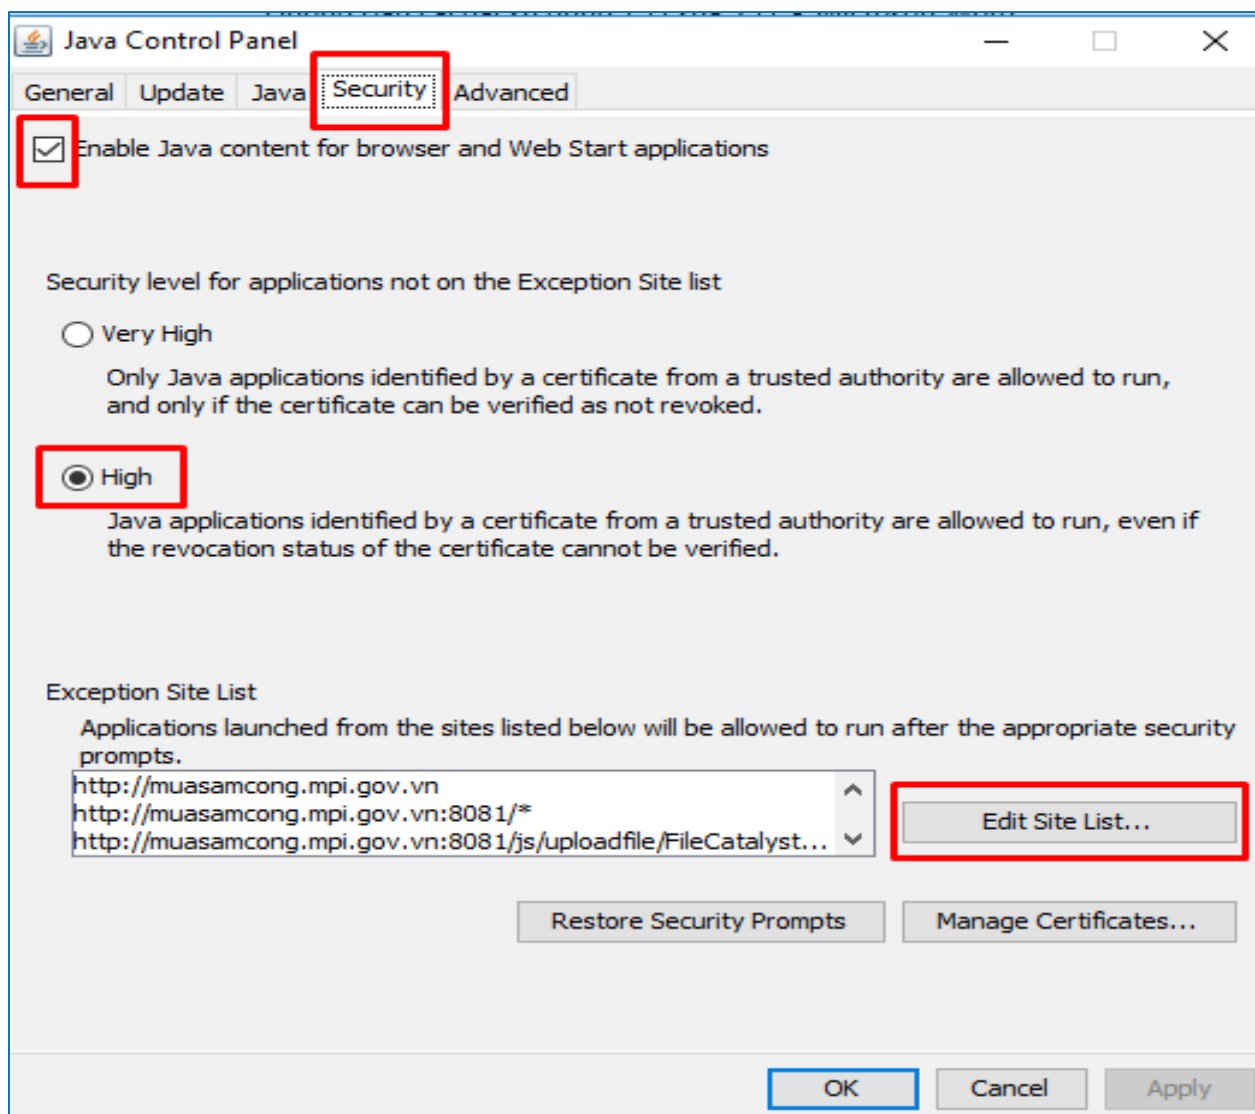 Java Control Panel
General Update Java Security Advanced
Enable Java content for browser and Web Start applications
Security level for applications not on the Exception Site list
Very High
Only Java applications identified by a certificate from a trusted authority are allowed to run,
and only if the certificate can be verified as not revoked.
High
Java applications identified by a certificate from a trusted authority are allowed to run, even if
the revocation status of the certificate cannot be verified.
Exception Site List
Applications launched from the sites listed below will be allowed to run after the appropriate security
prompts.
http://muasamcong.mpi.gov.vn
http://muasamcong.mpi.gov.vn:8081/*
http://muasamcong.mpi.gov.vn:8081/js/uploadfile/FileCatalyst...
Edit Site List...
Restore Security Prompts Manage Certificates...
OK Cancel Apply